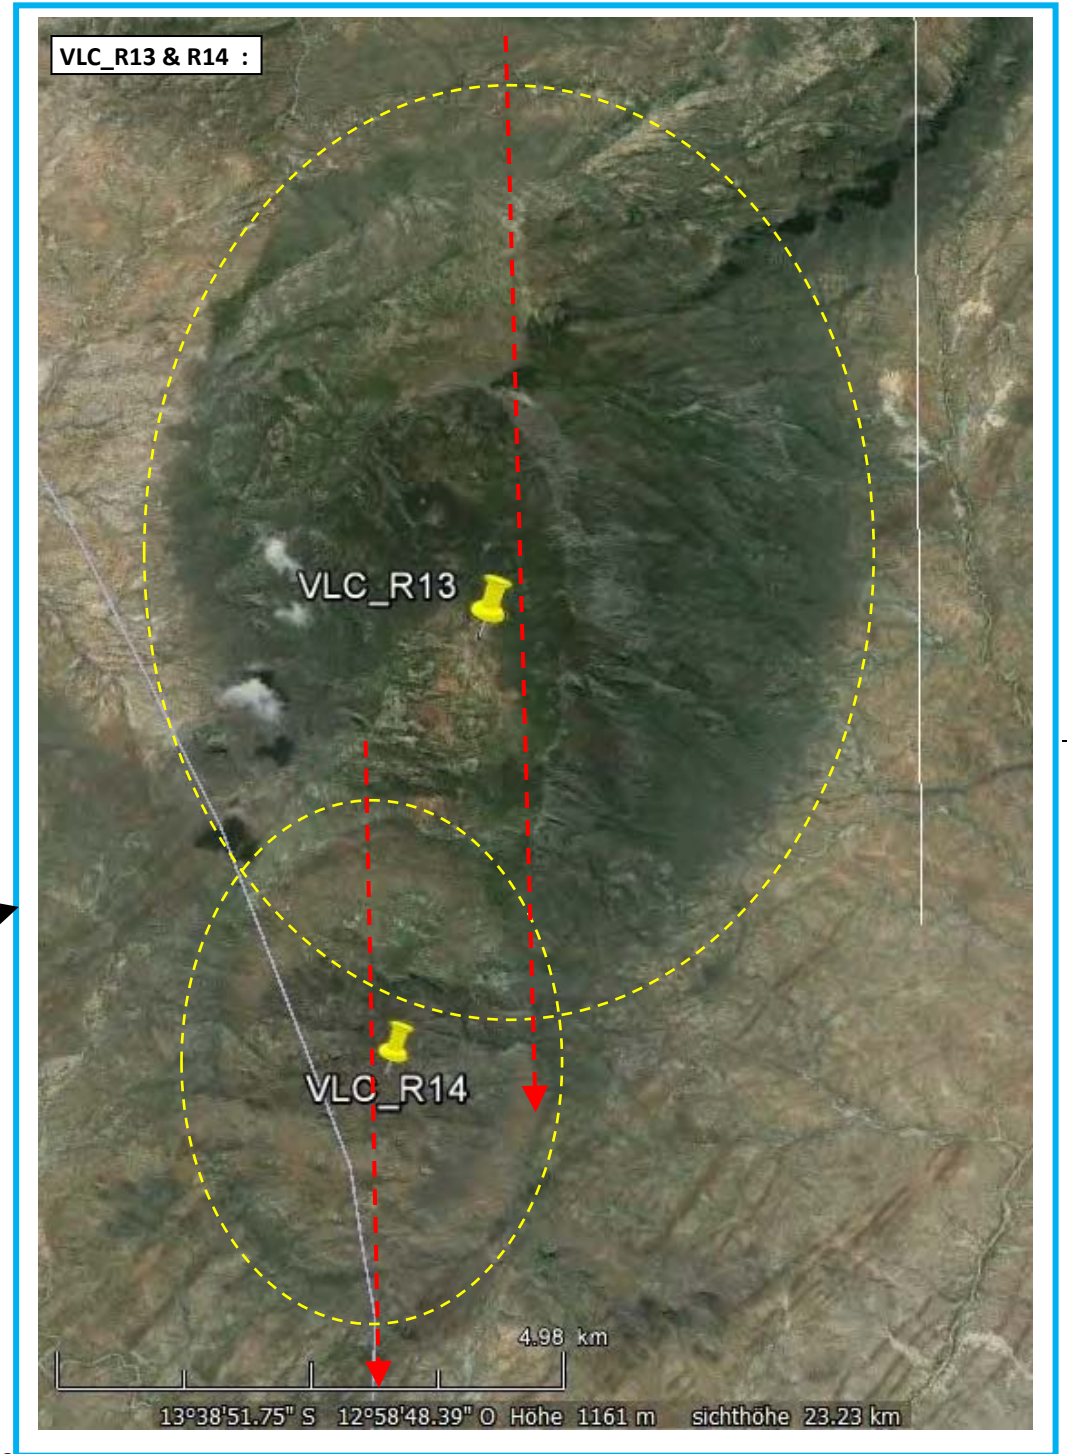 VLC_R13 & R14 :
VLC_R13
VLC_R14
4.98 km
13°38'51.75" S 12°58'48.39" O Höhe 1161 m sichthöhe 23.23 km